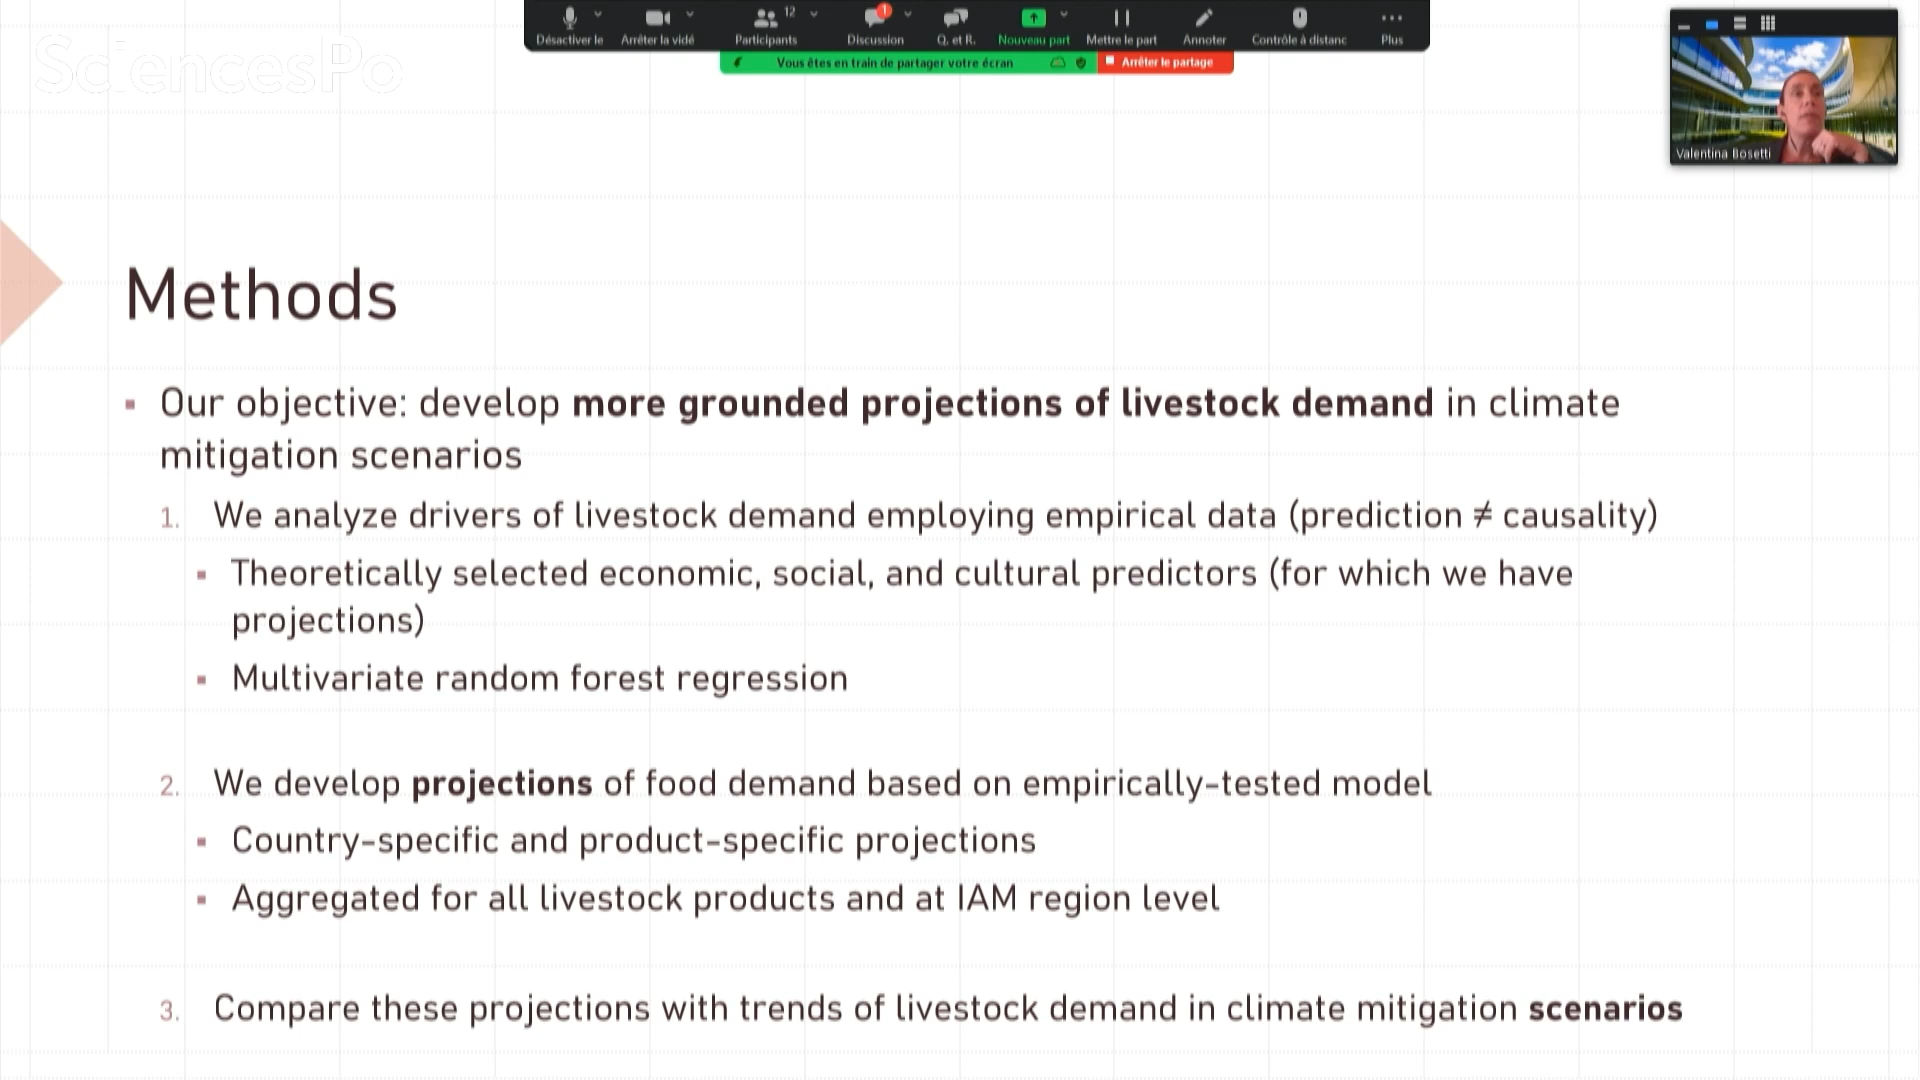 Désactiver le
Arrêter la vidé
12
Participants
1
Discussion
Q. et R.
Nouveau part
Mettre le part
Annoter
Contrôle à distanc
Plus
Vous êtes en train de partager votre écran
Arrêter le partage
SciencesPo
Valentina Bosetti
Methods
Our objective: develop more grounded projections of livestock demand in climate
mitigation scenarios
1. We analyze drivers of livestock demand employing empirical data (prediction ≠ causality)
Theoretically selected economic, social, and cultural predictors (for which we have
projections)
Multivariate random forest regression
2. We develop projections of food demand based on empirically-tested model
Country-specific and product-specific projections
Aggregated for all livestock products and at IAM region level
3. Compare these projections with trends of livestock demand in climate mitigation scenarios